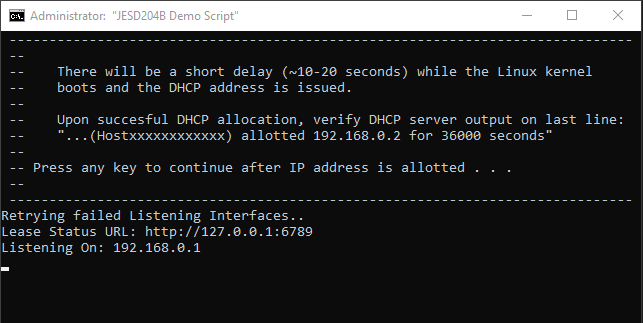 Administrator: "JESD204B Demo Script"
------------------------------------------------------------------------------
--
--    There will be a short delay (~10-20 seconds) while the Linux kernel
--    boots and the DHCP address is issued.
--
--    Upon succesful DHCP allocation, verify DHCP server output on last line:
--    "...(Hostxxxxxxxxxxxx) allotted 192.168.0.2 for 36000 seconds"
--
-- Press any key to continue after IP address is allotted . . .
--
------------------------------------------------------------------------------
Retrying failed Listening Interfaces..
Lease Status URL: http://127.0.0.1:6789
Listening On: 192.168.0.1